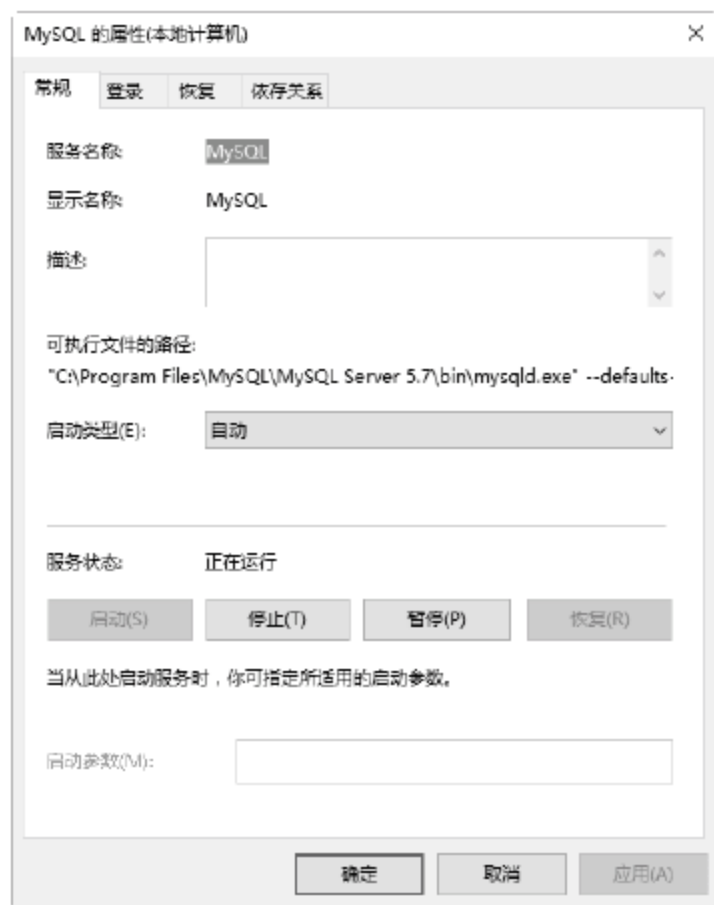 MySQL 的属性(本地计算机)
常规 登录 恢复 依存关系
服务名称: MySQL
显示名称: MySQL
描述:
可执行文件的路径:
"C:\Program Files\MySQL\MySQL Server 5.7\bin\mysqld.exe" --defaults-
启动类型(E): 自动
服务状态: 正在运行
启动(S) 停止(T) 暂停(P) 恢复(R)
当从此处启动服务时，你可指定所适用的启动参数。
启动参数(M):
确定 取消 应用(A)